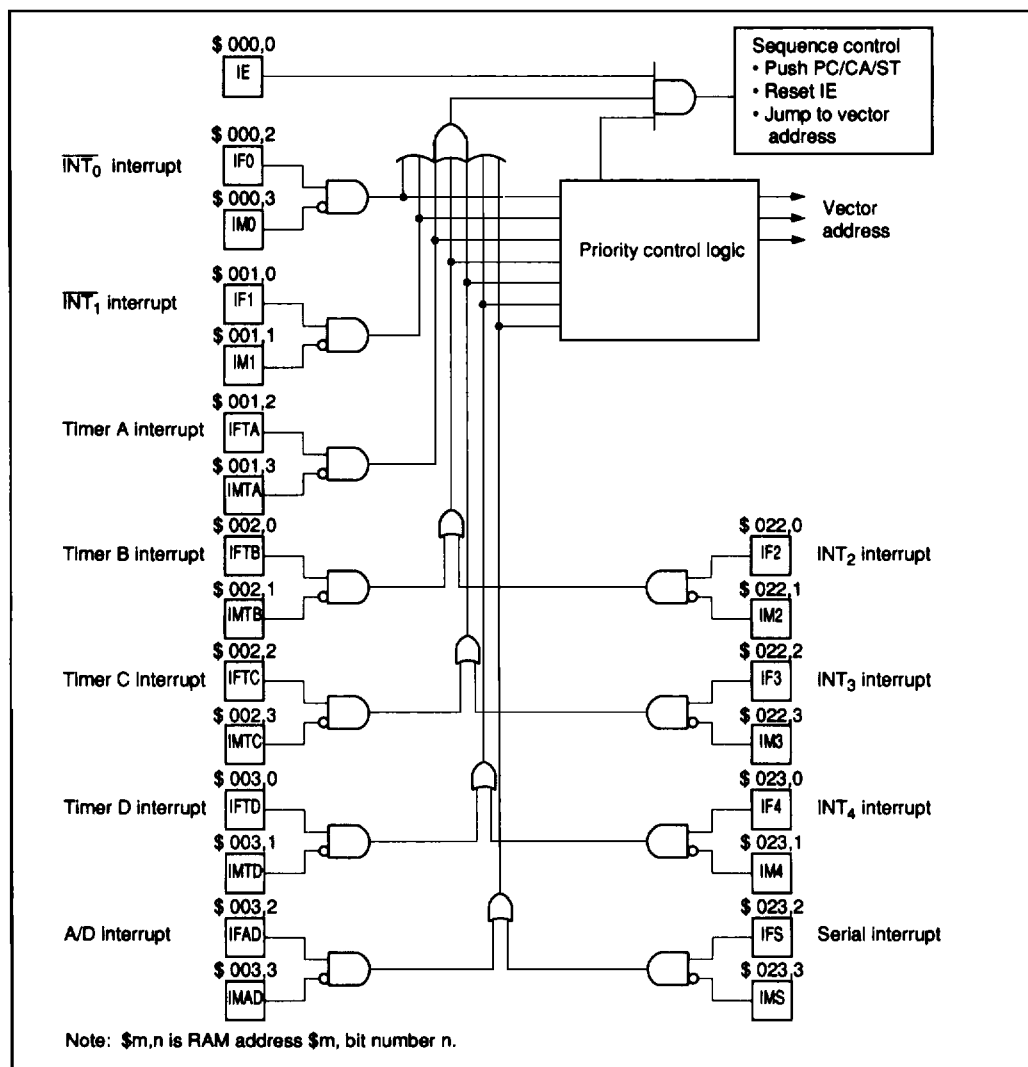 $ 000,0
IE
Sequence control
• Push PC/CA/ST
• Reset IE
• Jump to vector
address
$ 000,2
IF0
INT0 interrupt
$ 000,3
IM0
Priority control logic
Vector
address
$ 001,0
IF1
INT1 interrupt
$ 001,1
IM1
$ 001,2
Timer A interrupt
IFTA
$ 001,3
IMTA
$ 002,0
Timer B interrupt
IFTB
$ 002,1
IMTB
$ 022,0
IF2
INT2 interrupt
$ 022,1
IM2
$ 002,2
Timer C Interrupt
IFTC
$ 002,3
IMTC
$ 022,2
IF3
INT3 interrupt
$ 022,3
IM3
$ 003,0
Timer D interrupt
IFTD
$ 003,1
IMTD
$ 023,0
IF4
INT4 interrupt
$ 023,1
IM4
$ 003,2
A/D Interrupt
IFAD
$ 003,3
IMAD
$ 023,2
IFS
Serial interrupt
$ 023,3
IMS
Note: $m,n is RAM address $m, bit number n.